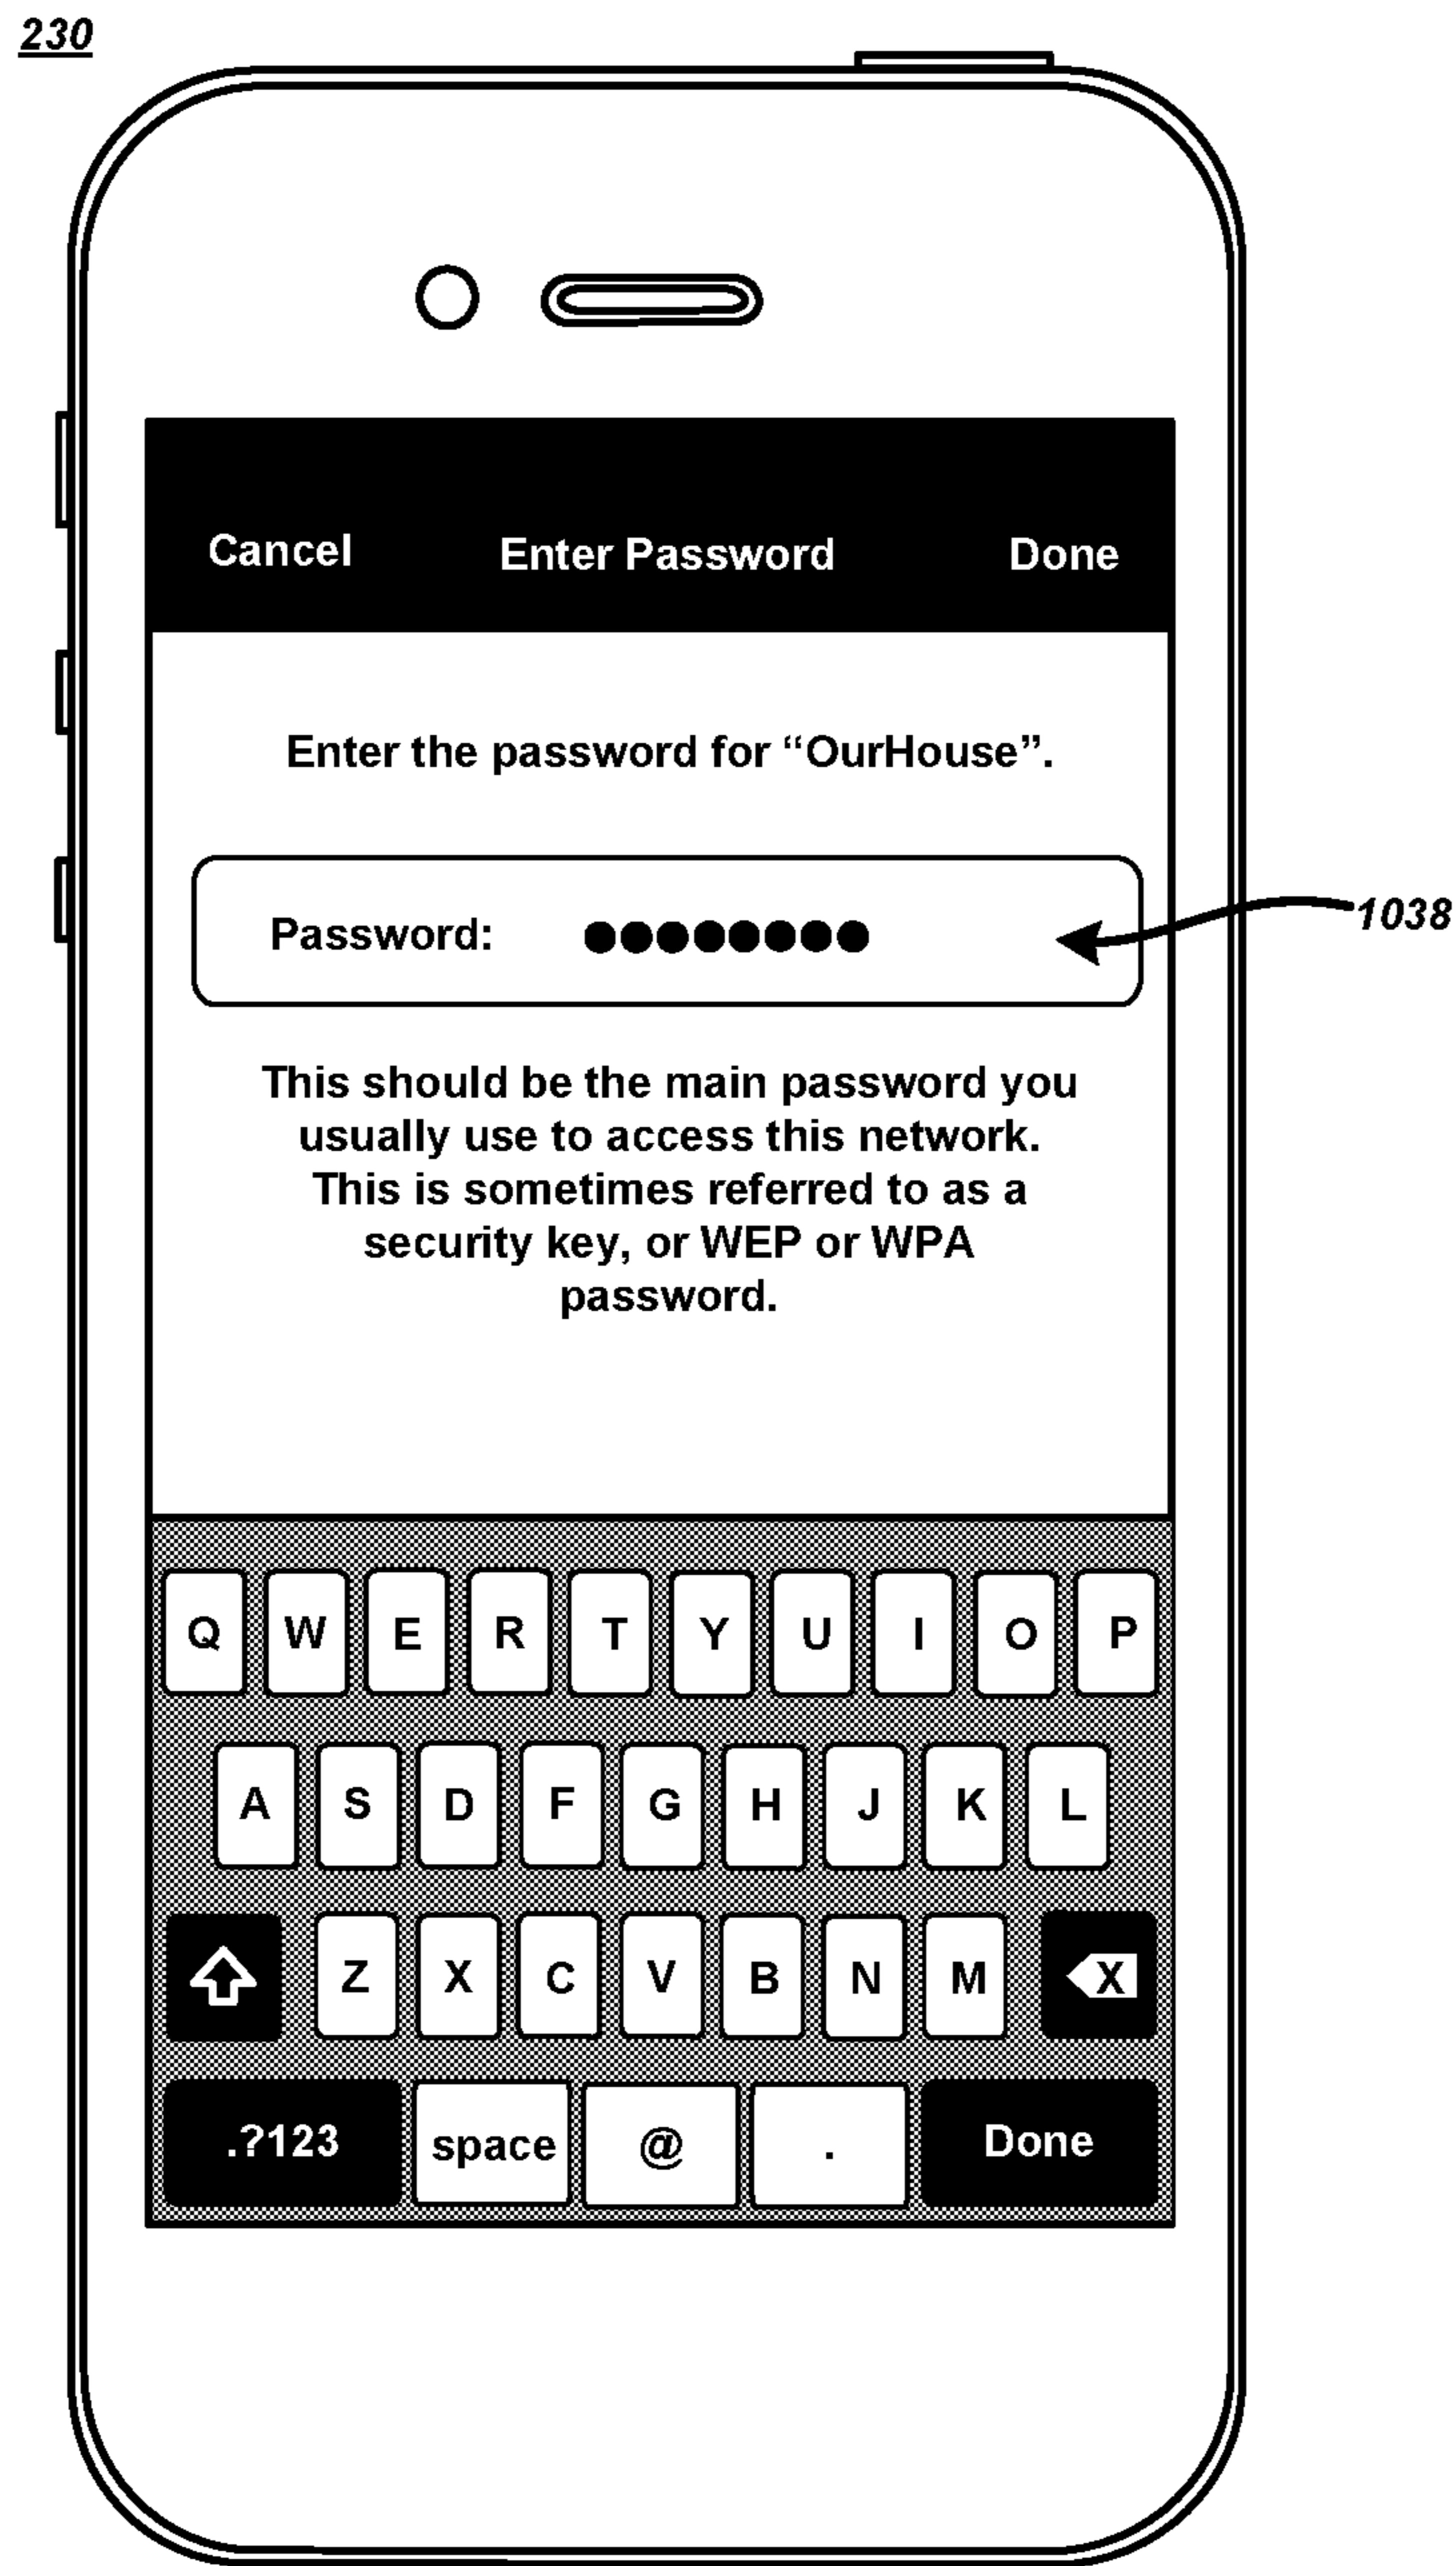 230
Cancel Enter Password Done
Enter the password for “OurHouse”.
Password: ●●●●●●●●
1038
This should be the main password you
usually use to access this network.
This is sometimes referred to as a
security key, or WEP or WPA
password.
Q W E R T Y U I O P
A S D F G H J K L
Z X C V B N M X
.?123 space @ . Done